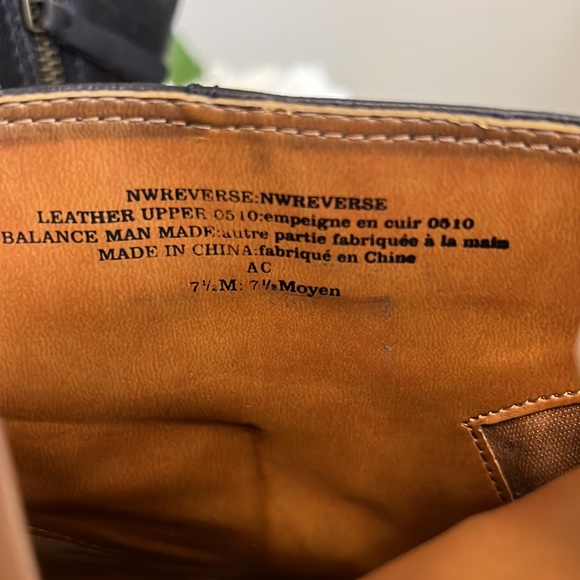 NWREVERSE:NWREVERSE
LEATHER UPPER 0510:empeigne en cuir 0510
BALANCE MAN MADE:autre partie fabriquée à la main
MADE IN CHINA:fabriqué en Chine
AC
7½M: 7½Moyen